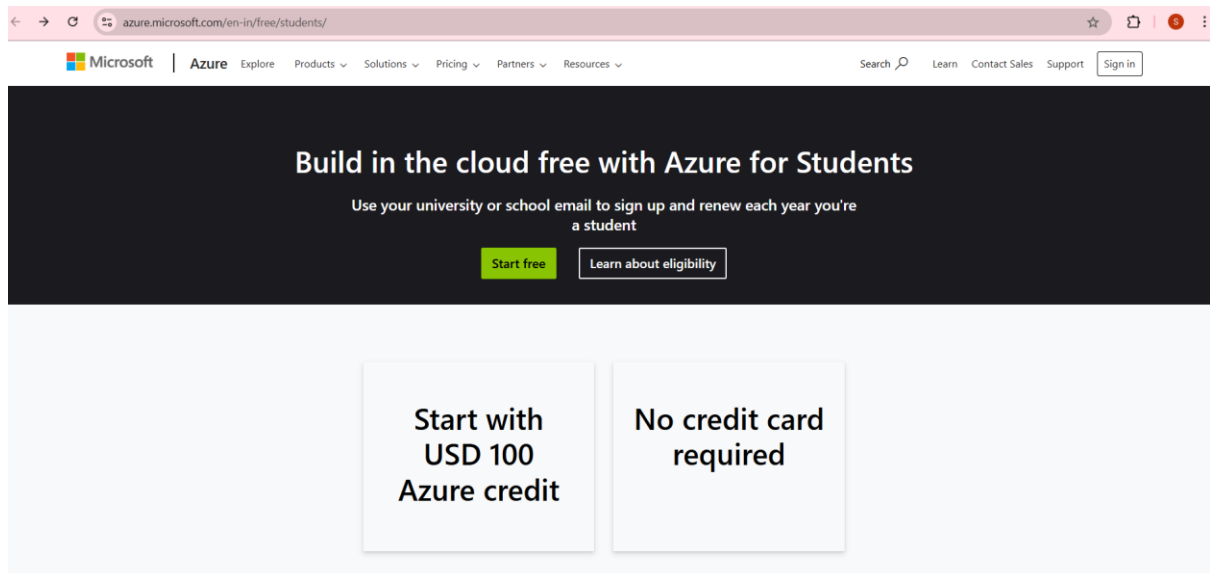 azure.microsoft.com/en-in/free/students/
S
Microsoft Azure Explore Products Solutions Pricing Partners Resources Search Learn Contact Sales Support Sign in
Build in the cloud free with Azure for Students
Use your university or school email to sign up and renew each year you're
a student
Start free Learn about eligibility
Start with
USD 100
Azure credit
No credit card
required